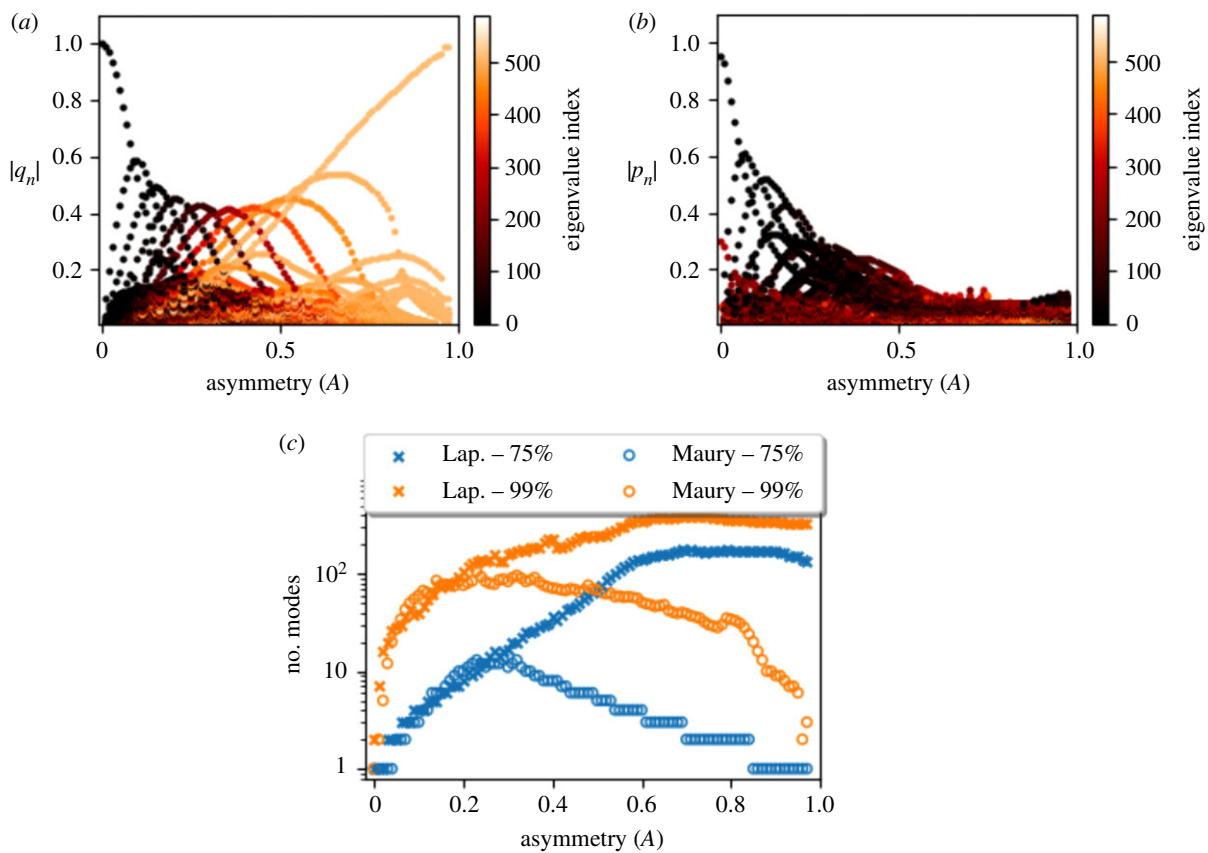 (a)
1.0
0.8
0.6
0.4
0.2
|qₙ|
0
0.5
1.0
asymmetry (A)
500
400
300
200
100
0
eigenvalue index
(b)
1.0
0.8
0.6
0.4
0.2
|pₙ|
0
0.5
1.0
asymmetry (A)
500
400
300
200
100
0
eigenvalue index
(c)
Lap. – 75% Maury – 75%
Lap. – 99% Maury – 99%
10²
10
1
no. modes
0
0.2
0.4
0.6
0.8
1.0
asymmetry (A)